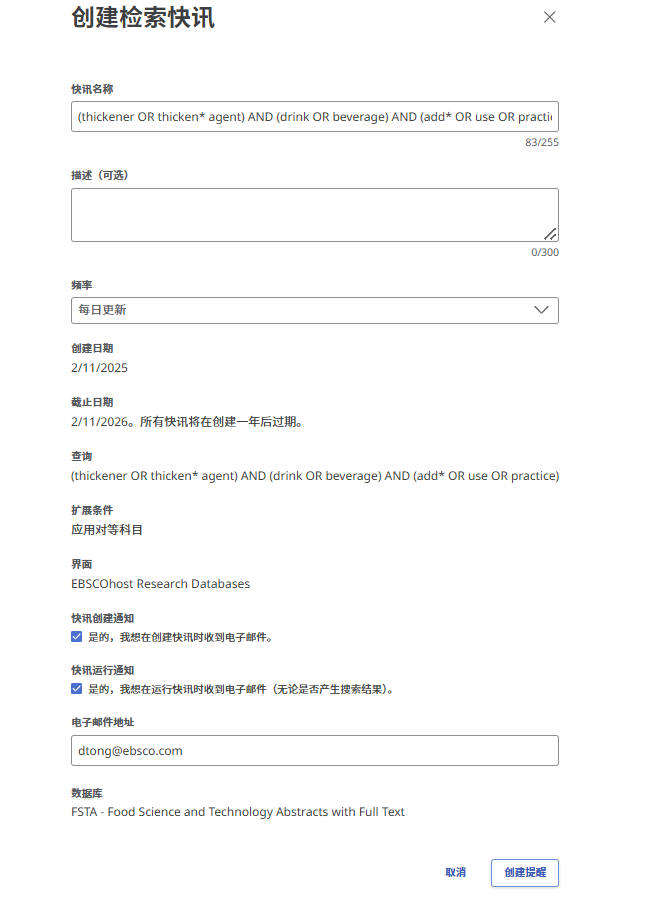 创建检索快讯
快讯名称
(thickener OR thicken* agent) AND (drink OR beverage) AND (add* OR use OR practi
83/255
描述（可选）
0/300
频率
每日更新
创建日期
2/11/2025
截止日期
2/11/2026。所有快讯将在创建一年后过期。
查询
(thickener OR thicken* agent) AND (drink OR beverage) AND (add* OR use OR practice)
扩展条件
应用对等科目
界面
EBSCOhost Research Databases
快讯创建通知
是的，我想在创建快讯时收到电子邮件。
快讯运行通知
是的，我想在运行快讯时收到电子邮件（无论是否产生搜索结果）。
电子邮件地址
dtong@ebsco.com
数据库
FSTA - Food Science and Technology Abstracts with Full Text
取消
创建提醒